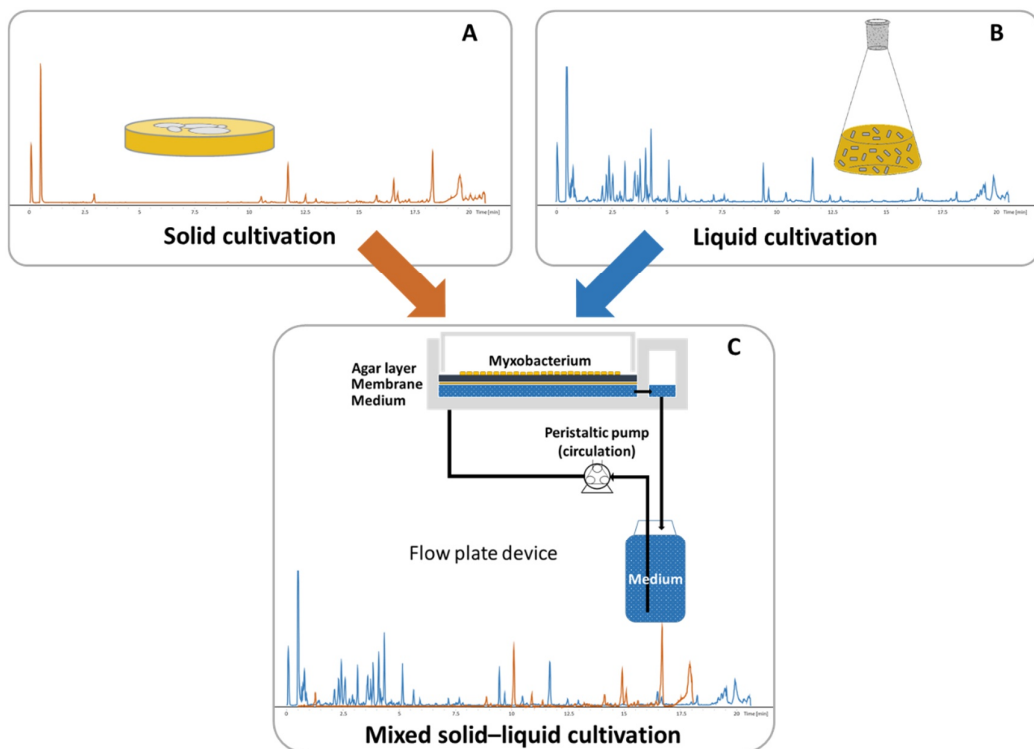 A
0 2.5 5 7.5 10 12.5 15 17.5 20 Time [min]
Solid cultivation
B
0 2.5 5 7.5 10 12.5 15 17.5 20 Time [min]
Liquid cultivation
C
Myxobacterium
Agar layer
Membrane
Medium
Peristaltic pump
(circulation)
Flow plate device
Medium
0 2.5 5 7.5 10 12.5 15 17.5 20 Time [min]
Mixed solid–liquid cultivation